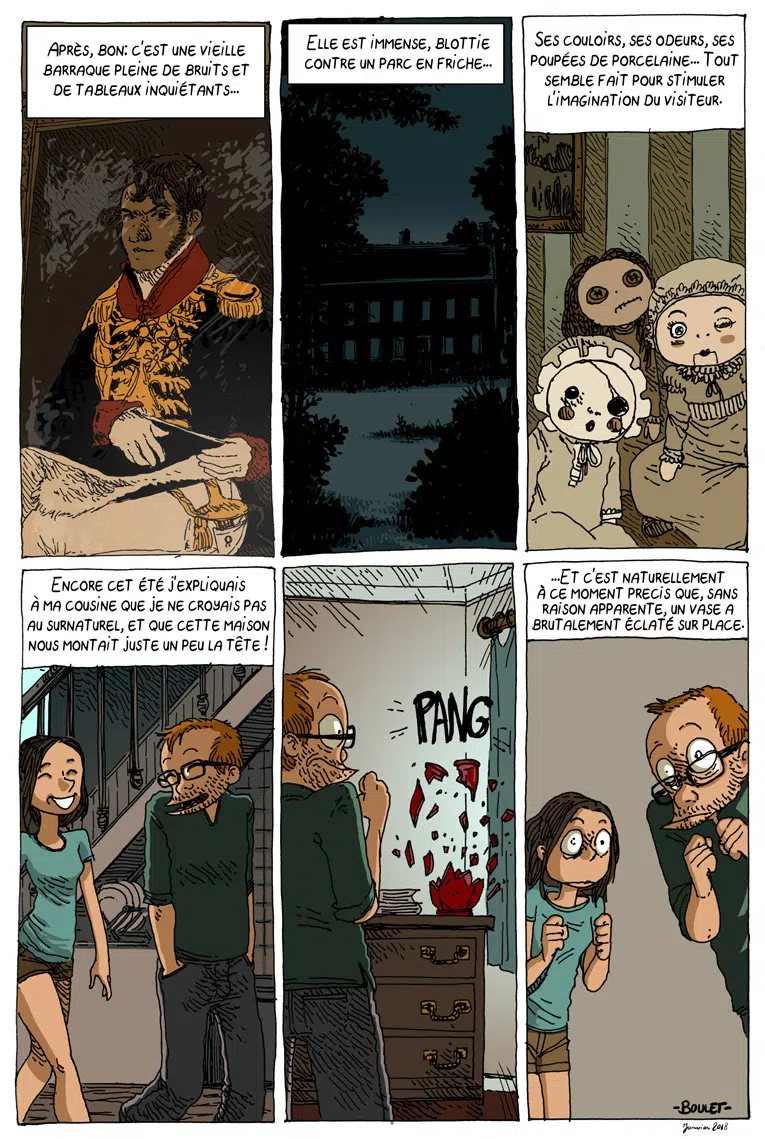 APRÈS, BON: C'EST UNE VIEILLE
BARRAQUE PLEINE DE BRUITS ET
DE TABLEAUX INQUIÉTANTS...
ELLE EST IMMENSE, BLOTTIE
CONTRE UN PARC EN FRICHE...
SES COULOIRS, SES ODEURS, SES
POUPÉES DE PORCELAINE... TOUT
SEMBLE FAIT POUR STIMULER
L'IMAGINATION DU VISITEUR.
ENCORE CET ÉTÉ J'EXPLIQUAIS
À MA COUSINE QUE JE NE CROYAIS PAS
AU SURNATUREL, ET QUE CETTE MAISON
NOUS MONTAIT JUSTE UN PEU LA TÊTE !
PANG
...ET C'EST NATURELLEMENT
À CE MOMENT PRECIS QUE, SANS
RAISON APPARENTE, UN VASE A
BRUTALEMENT ÉCLATÉ SUR PLACE.
-BOULET-
Janvier 2018